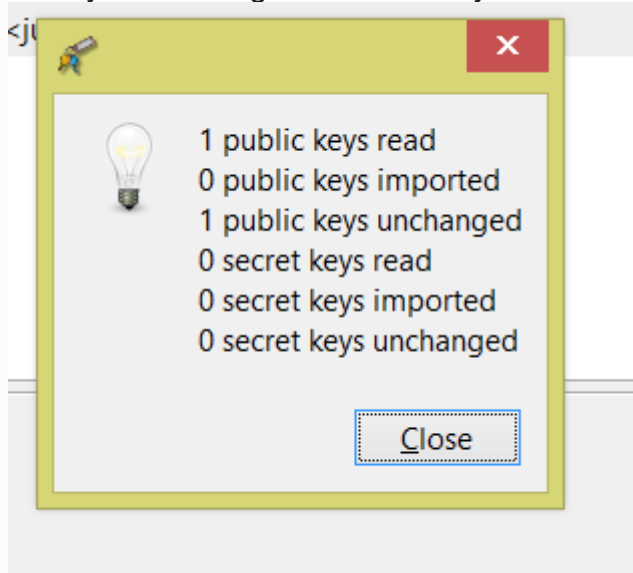 <ju
1 public keys read
0 public keys imported
1 public keys unchanged
0 secret keys read
0 secret keys imported
0 secret keys unchanged
Close